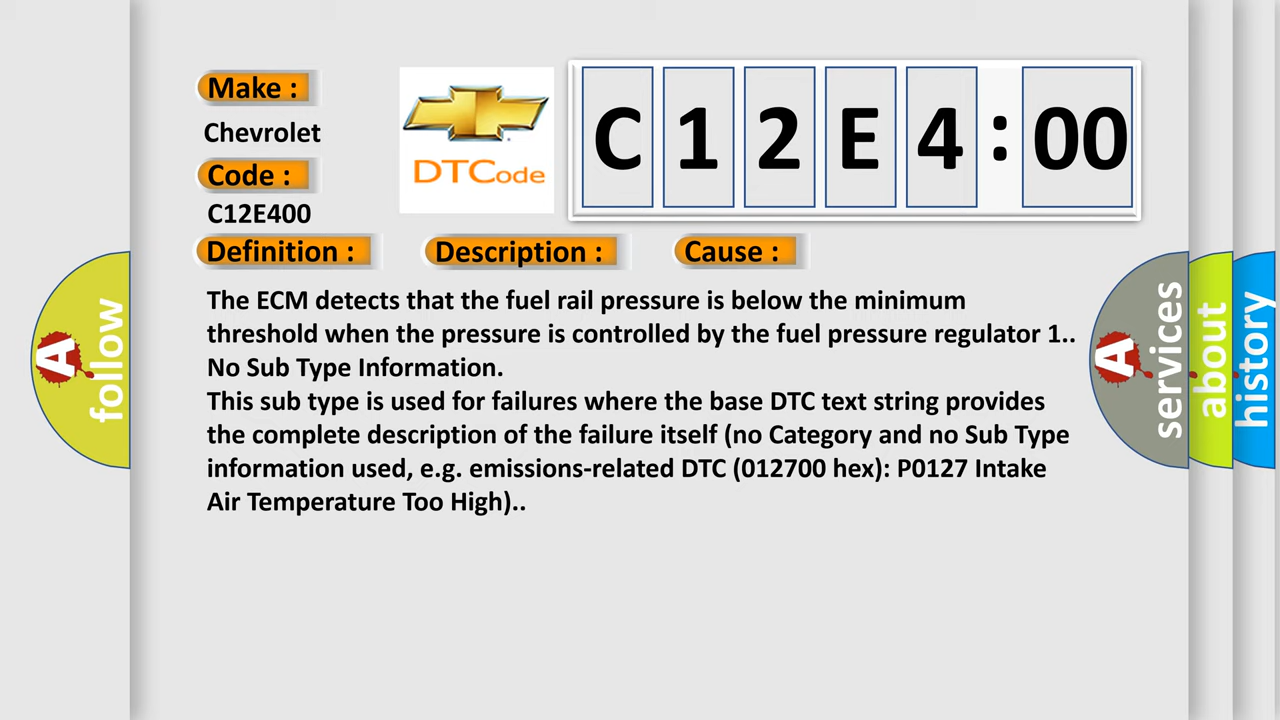 Make :
Chevrolet
Code :
C12E400
DTCode
C12E4:00
Definition :
Description :
Cause :
The ECM detects that the fuel rail pressure is below the minimum
threshold when the pressure is controlled by the fuel pressure regulator 1..
No Sub Type Information.
This sub type is used for failures where the base DTC text string provides
the complete description of the failure itself (no Category and no Sub Type
information used, e.g. emissions-related DTC (012700 hex): P0127 Intake
Air Temperature Too High)..
A
follow
A
services
about
history